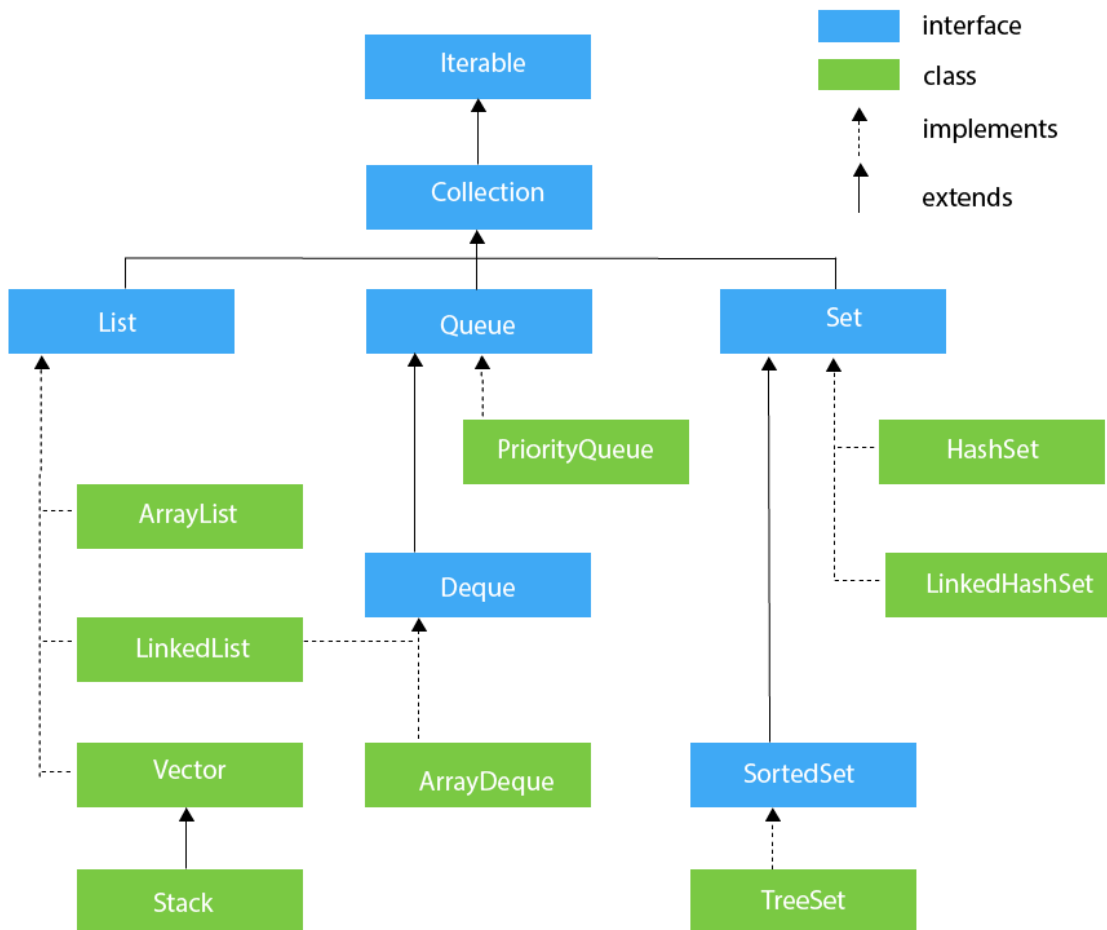 interface
class
implements
extends
Iterable
Collection
List
Queue
Set
PriorityQueue
HashSet
ArrayList
Deque
LinkedHashSet
LinkedList
Vector
ArrayDeque
SortedSet
Stack
TreeSet